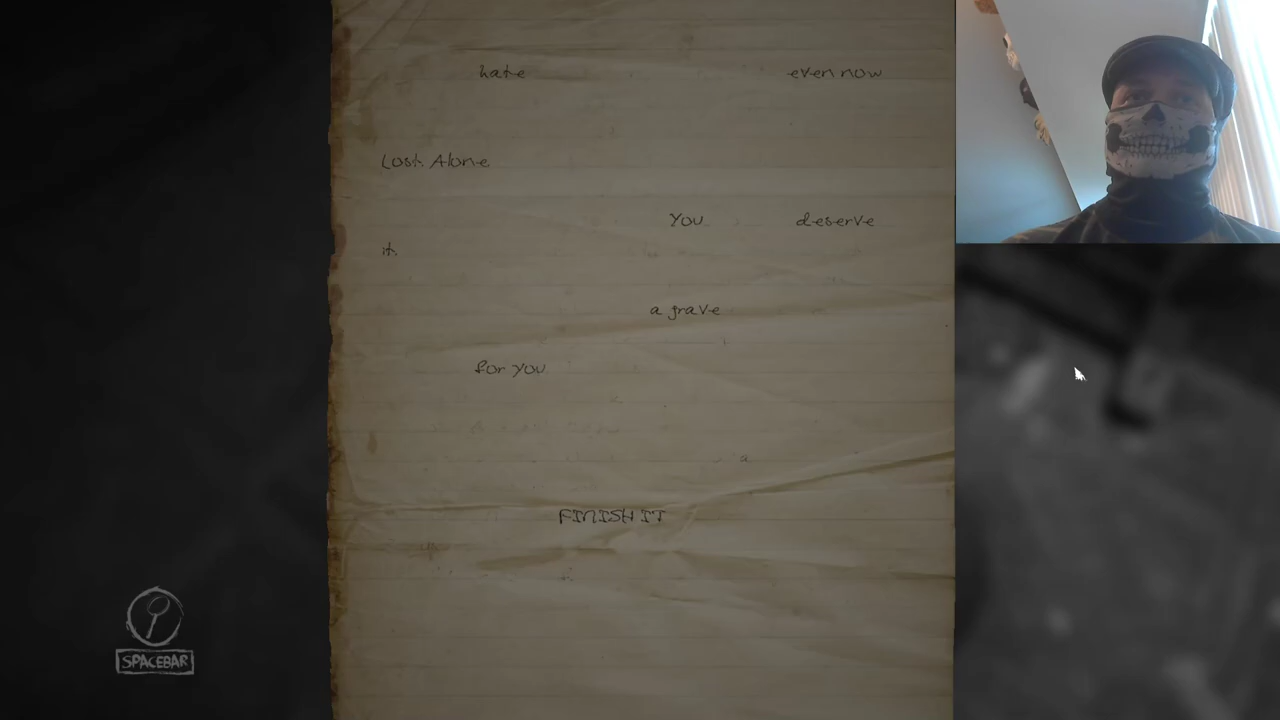 hate even now
Lost. Alone
You deserve
it.
a grave
for you
a
FINISH IT
SPACEBAR